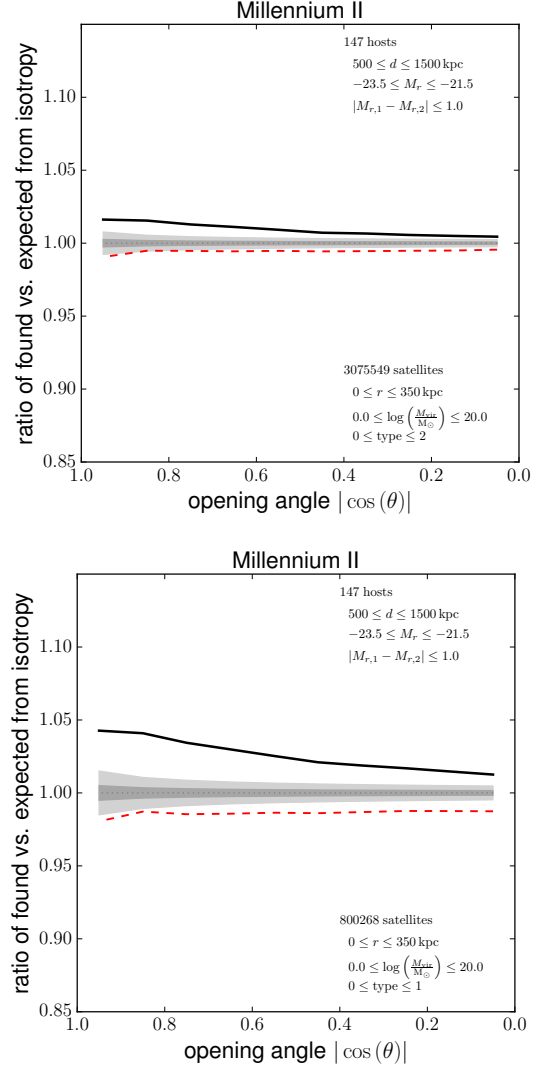 Millennium II
ratio of found vs. expected from isotropy
1.10
1.05
1.00
0.95
0.90
0.85
147 hosts
500 ≤ d ≤ 1500 kpc
−23.5 ≤ M_r ≤ −21.5
|M_{r,1} − M_{r,2}| ≤ 1.0
3075549 satellites
0 ≤ r ≤ 350 kpc
0.0 ≤ log (M_vir/M_⊙) ≤ 20.0
0 ≤ type ≤ 2
1.0 0.8 0.6 0.4 0.2 0.0
opening angle |cos (θ)|
Millennium II
ratio of found vs. expected from isotropy
1.10
1.05
1.00
0.95
0.90
0.85
147 hosts
500 ≤ d ≤ 1500 kpc
−23.5 ≤ M_r ≤ −21.5
|M_{r,1} − M_{r,2}| ≤ 1.0
800268 satellites
0 ≤ r ≤ 350 kpc
0.0 ≤ log (M_vir/M_⊙) ≤ 20.0
0 ≤ type ≤ 1
1.0 0.8 0.6 0.4 0.2 0.0
opening angle |cos (θ)|